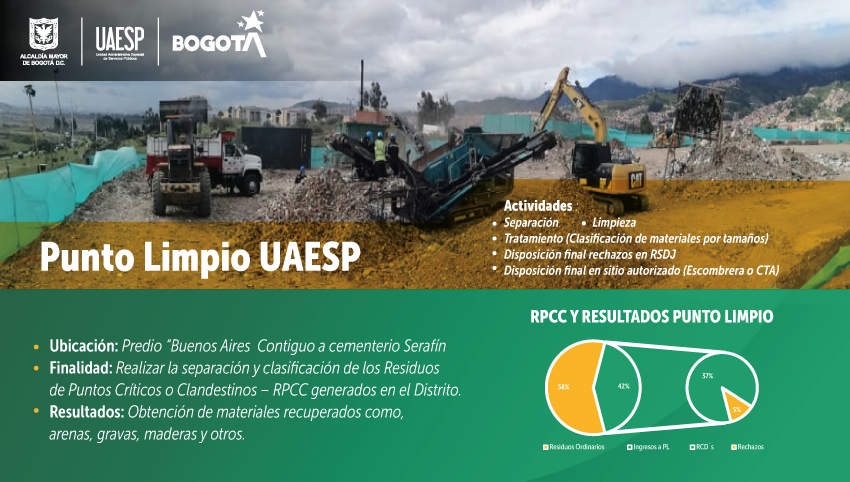 ALCALDÍA MAYOR
DE BOGOTÁ D.C.
UAESP
Unidad Administrativa Especial
de Servicios Públicos
BOGOTÁ
CAT
Actividades :
• Separación • Limpieza
• Tratamiento (Clasificación de materiales por tamaños)
• Disposición final rechazos en RSDJ
• Disposición final en sitio autorizado (Escombrera o CTA)
Punto Limpio UAESP
• Ubicación: Predio "Buenos Aires Contiguo a cementerio Serafín
• Finalidad: Realizar la separación y clasificación de los Residuos
de Puntos Críticos o Clandestinos – RPCC generados en el Distrito.
• Resultados: Obtención de materiales recuperados como,
arenas, gravas, maderas y otros.
RPCC Y RESULTADOS PUNTO LIMPIO
58%
42%
37%
5%
Residuos Ordinarios Ingresos a PL RCD´s Rechazos